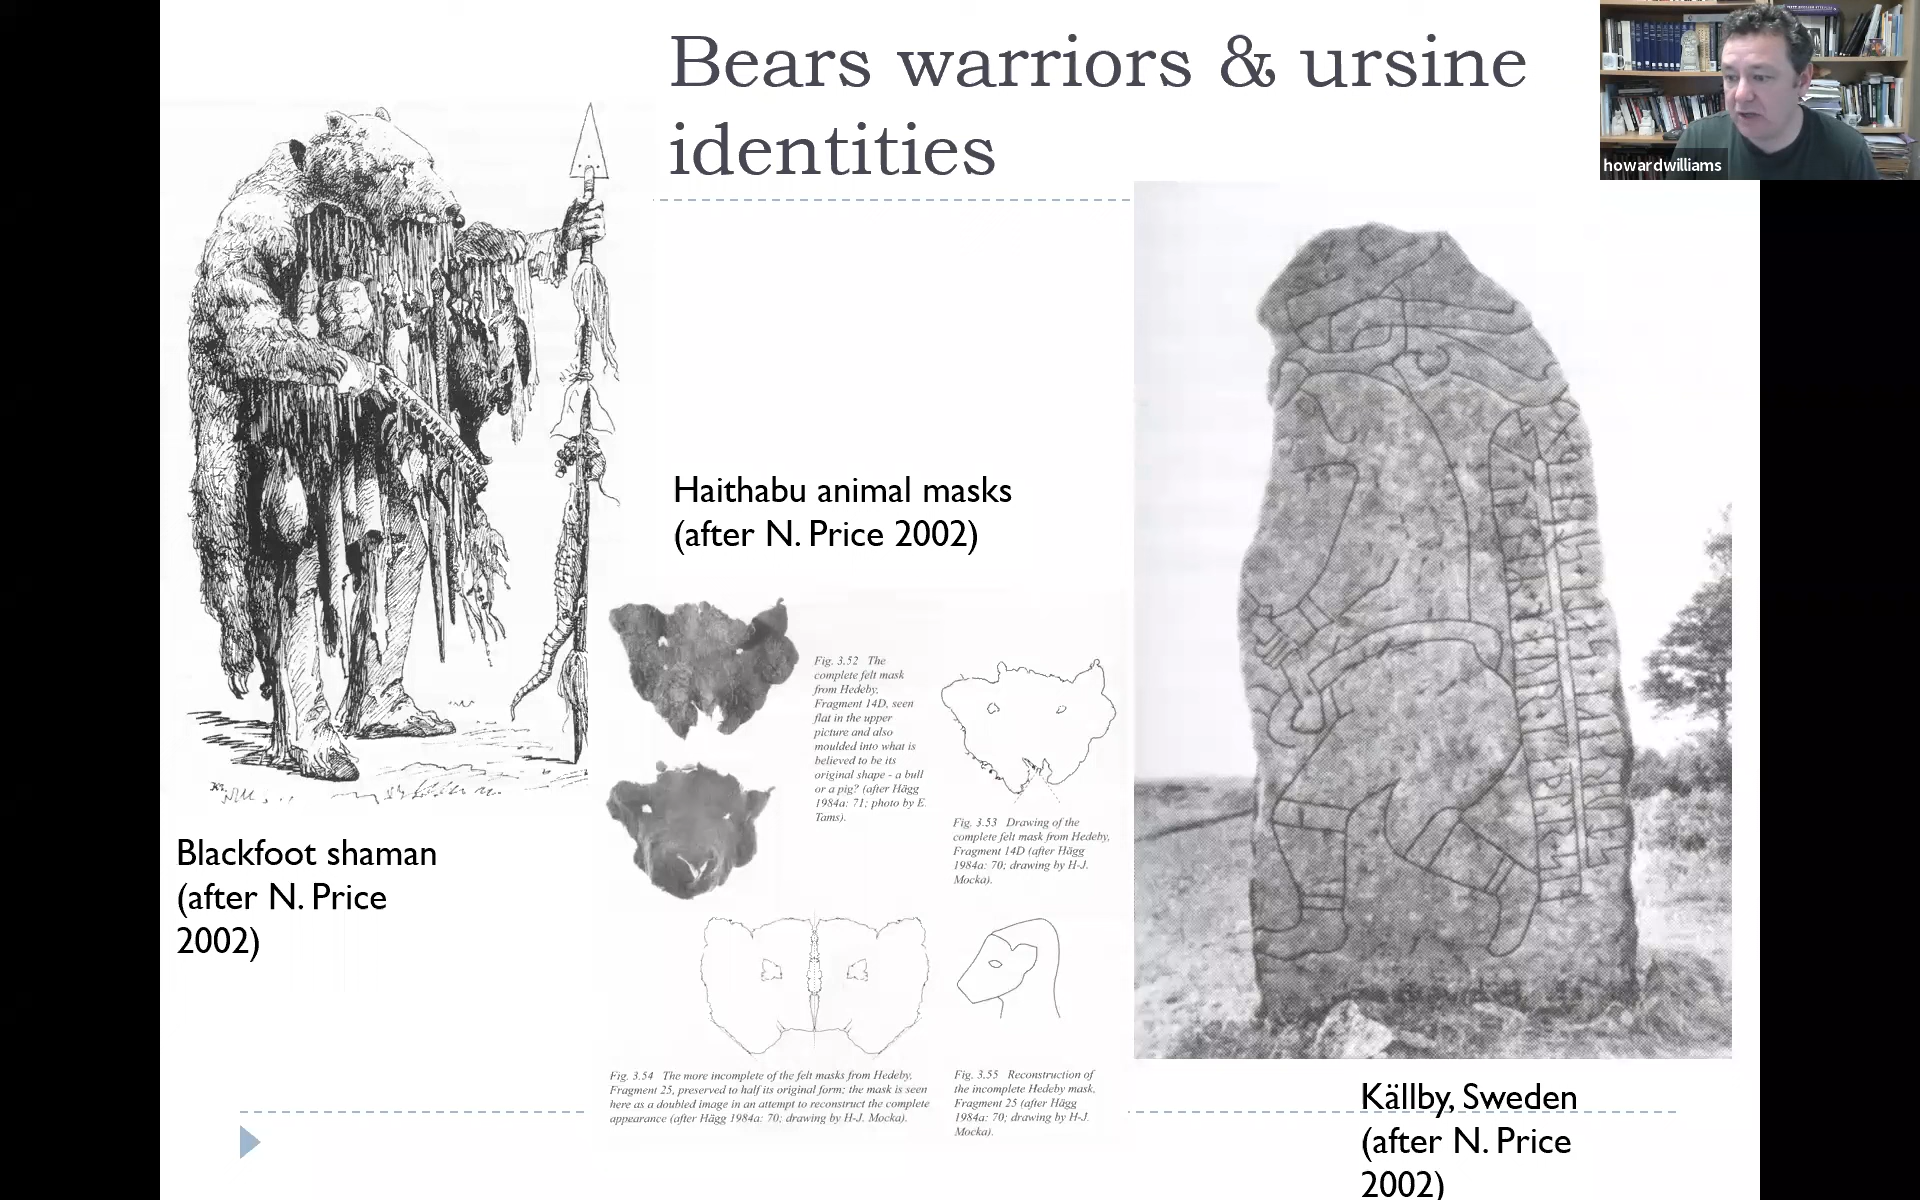 Bears warriors & ursine
identities
howardwilliams
Haithabu animal masks
(after N. Price 2002)
Fig. 3.52 The
complete felt mask
from Hedeby,
Fragment 14D, seen
flat in the upper
picture and also
moulded into what is
believed to be its
original shape - a bull
or a pig? (after Hägg
1984a: 71; photo by E.
Tams).
Fig. 3.53 Drawing of the
complete felt mask from Hedeby,
Fragment 14D (after Hägg
1984a: 70; drawing by H-J.
Mocka).
Blackfoot shaman
(after N. Price
2002)
Fig. 3.54 The more incomplete of the felt masks from Hedeby,
Fragment 25, preserved to half its original form; the mask is seen
here as a doubled image in an attempt to reconstruct the complete
appearance (after Hägg 1984a: 70; drawing by H-J. Mocka).
Fig. 3.55 Reconstruction of
the incomplete Hedeby mask,
Fragment 25 (after Hägg
1984a: 70; drawing by H-J.
Mocka).
Källby, Sweden
(after N. Price
2002)